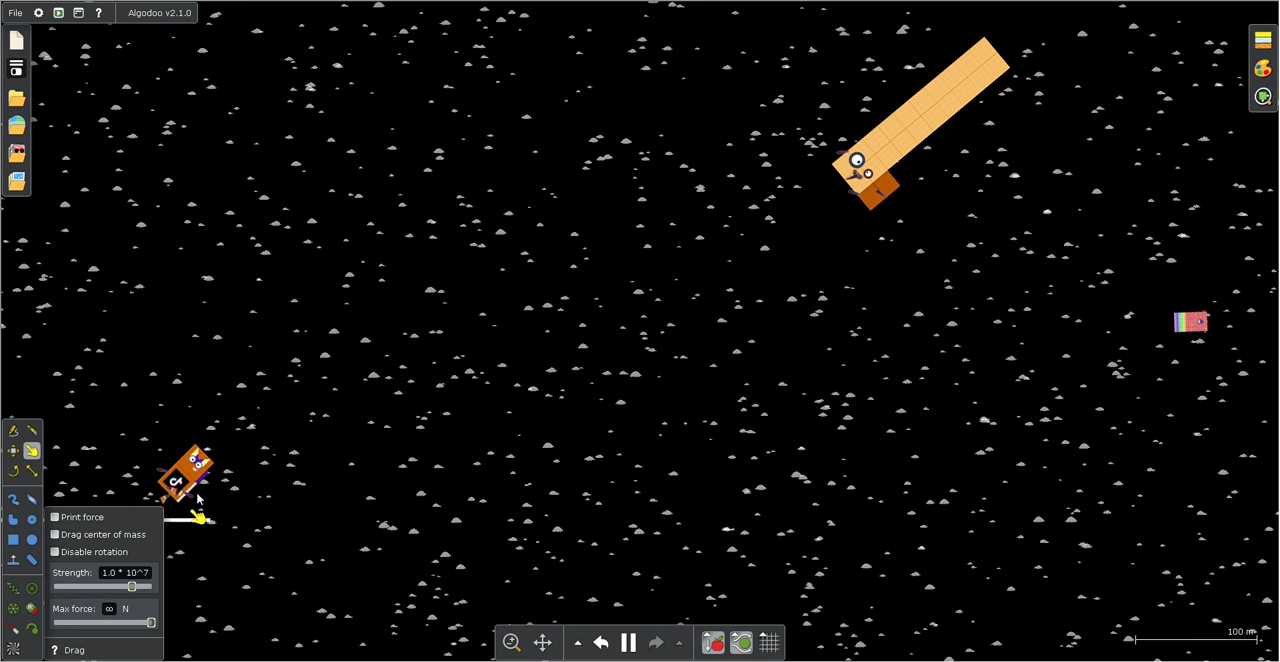 File ? Algodoo v2.1.0
Print force
Drag center of mass
Disable rotation
Strength: 1.0 * 10^7
Max force: ∞ N
? Drag
100 m